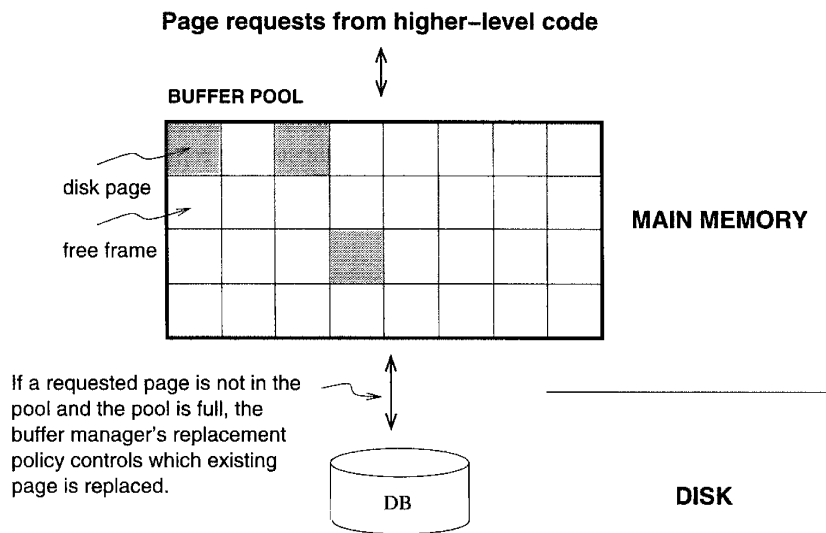 Page requests from higher-level code
BUFFER POOL
disk page
free frame
MAIN MEMORY
If a requested page is not in the
pool and the pool is full, the
buffer manager's replacement
policy controls which existing
page is replaced.
DB
DISK